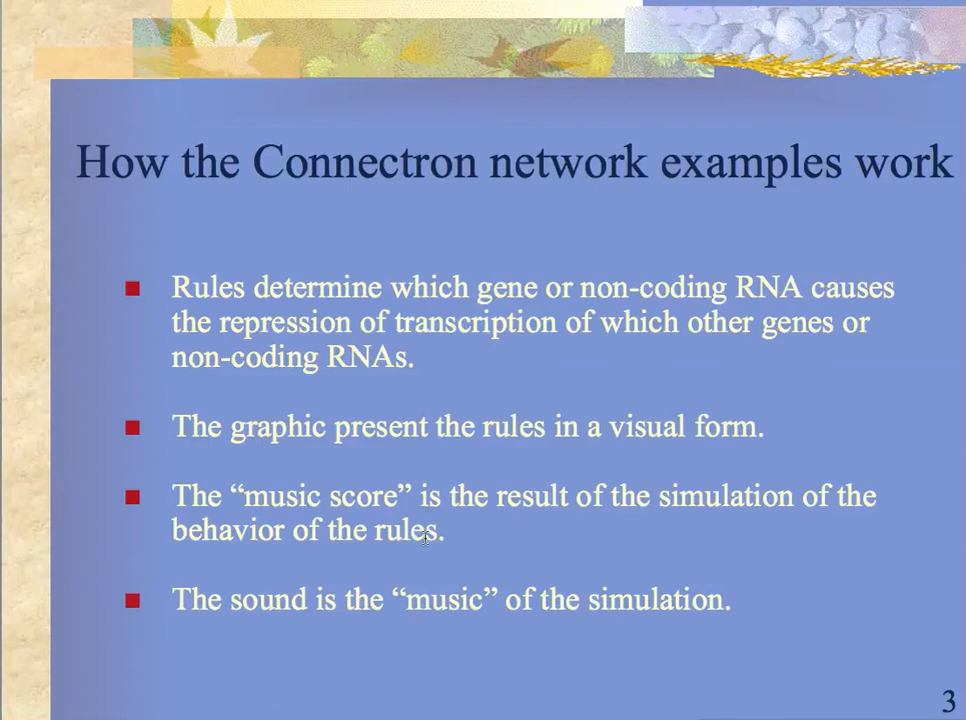 How the Connectron network examples work
Rules determine which gene or non-coding RNA causes
the repression of transcription of which other genes or
non-coding RNAs.
The graphic present the rules in a visual form.
The “music score” is the result of the simulation of the
behavior of the rules.
The sound is the “music” of the simulation.
3